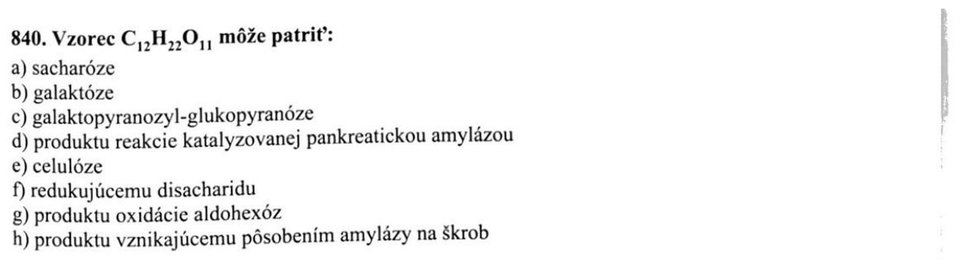 840. Vzorec C₁₂H₂₂O₁₁ môže patriť:
a) sacharóze
b) galaktóze
c) galaktopyranozyl-glukopyranóze
d) produktu reakcie katalyzovanej pankreatickou amylázou
e) celulóze
f) redukujúcemu disacharidu
g) produktu oxidácie aldohexóz
h) produktu vznikajúcemu pôsobením amylázy na škrob